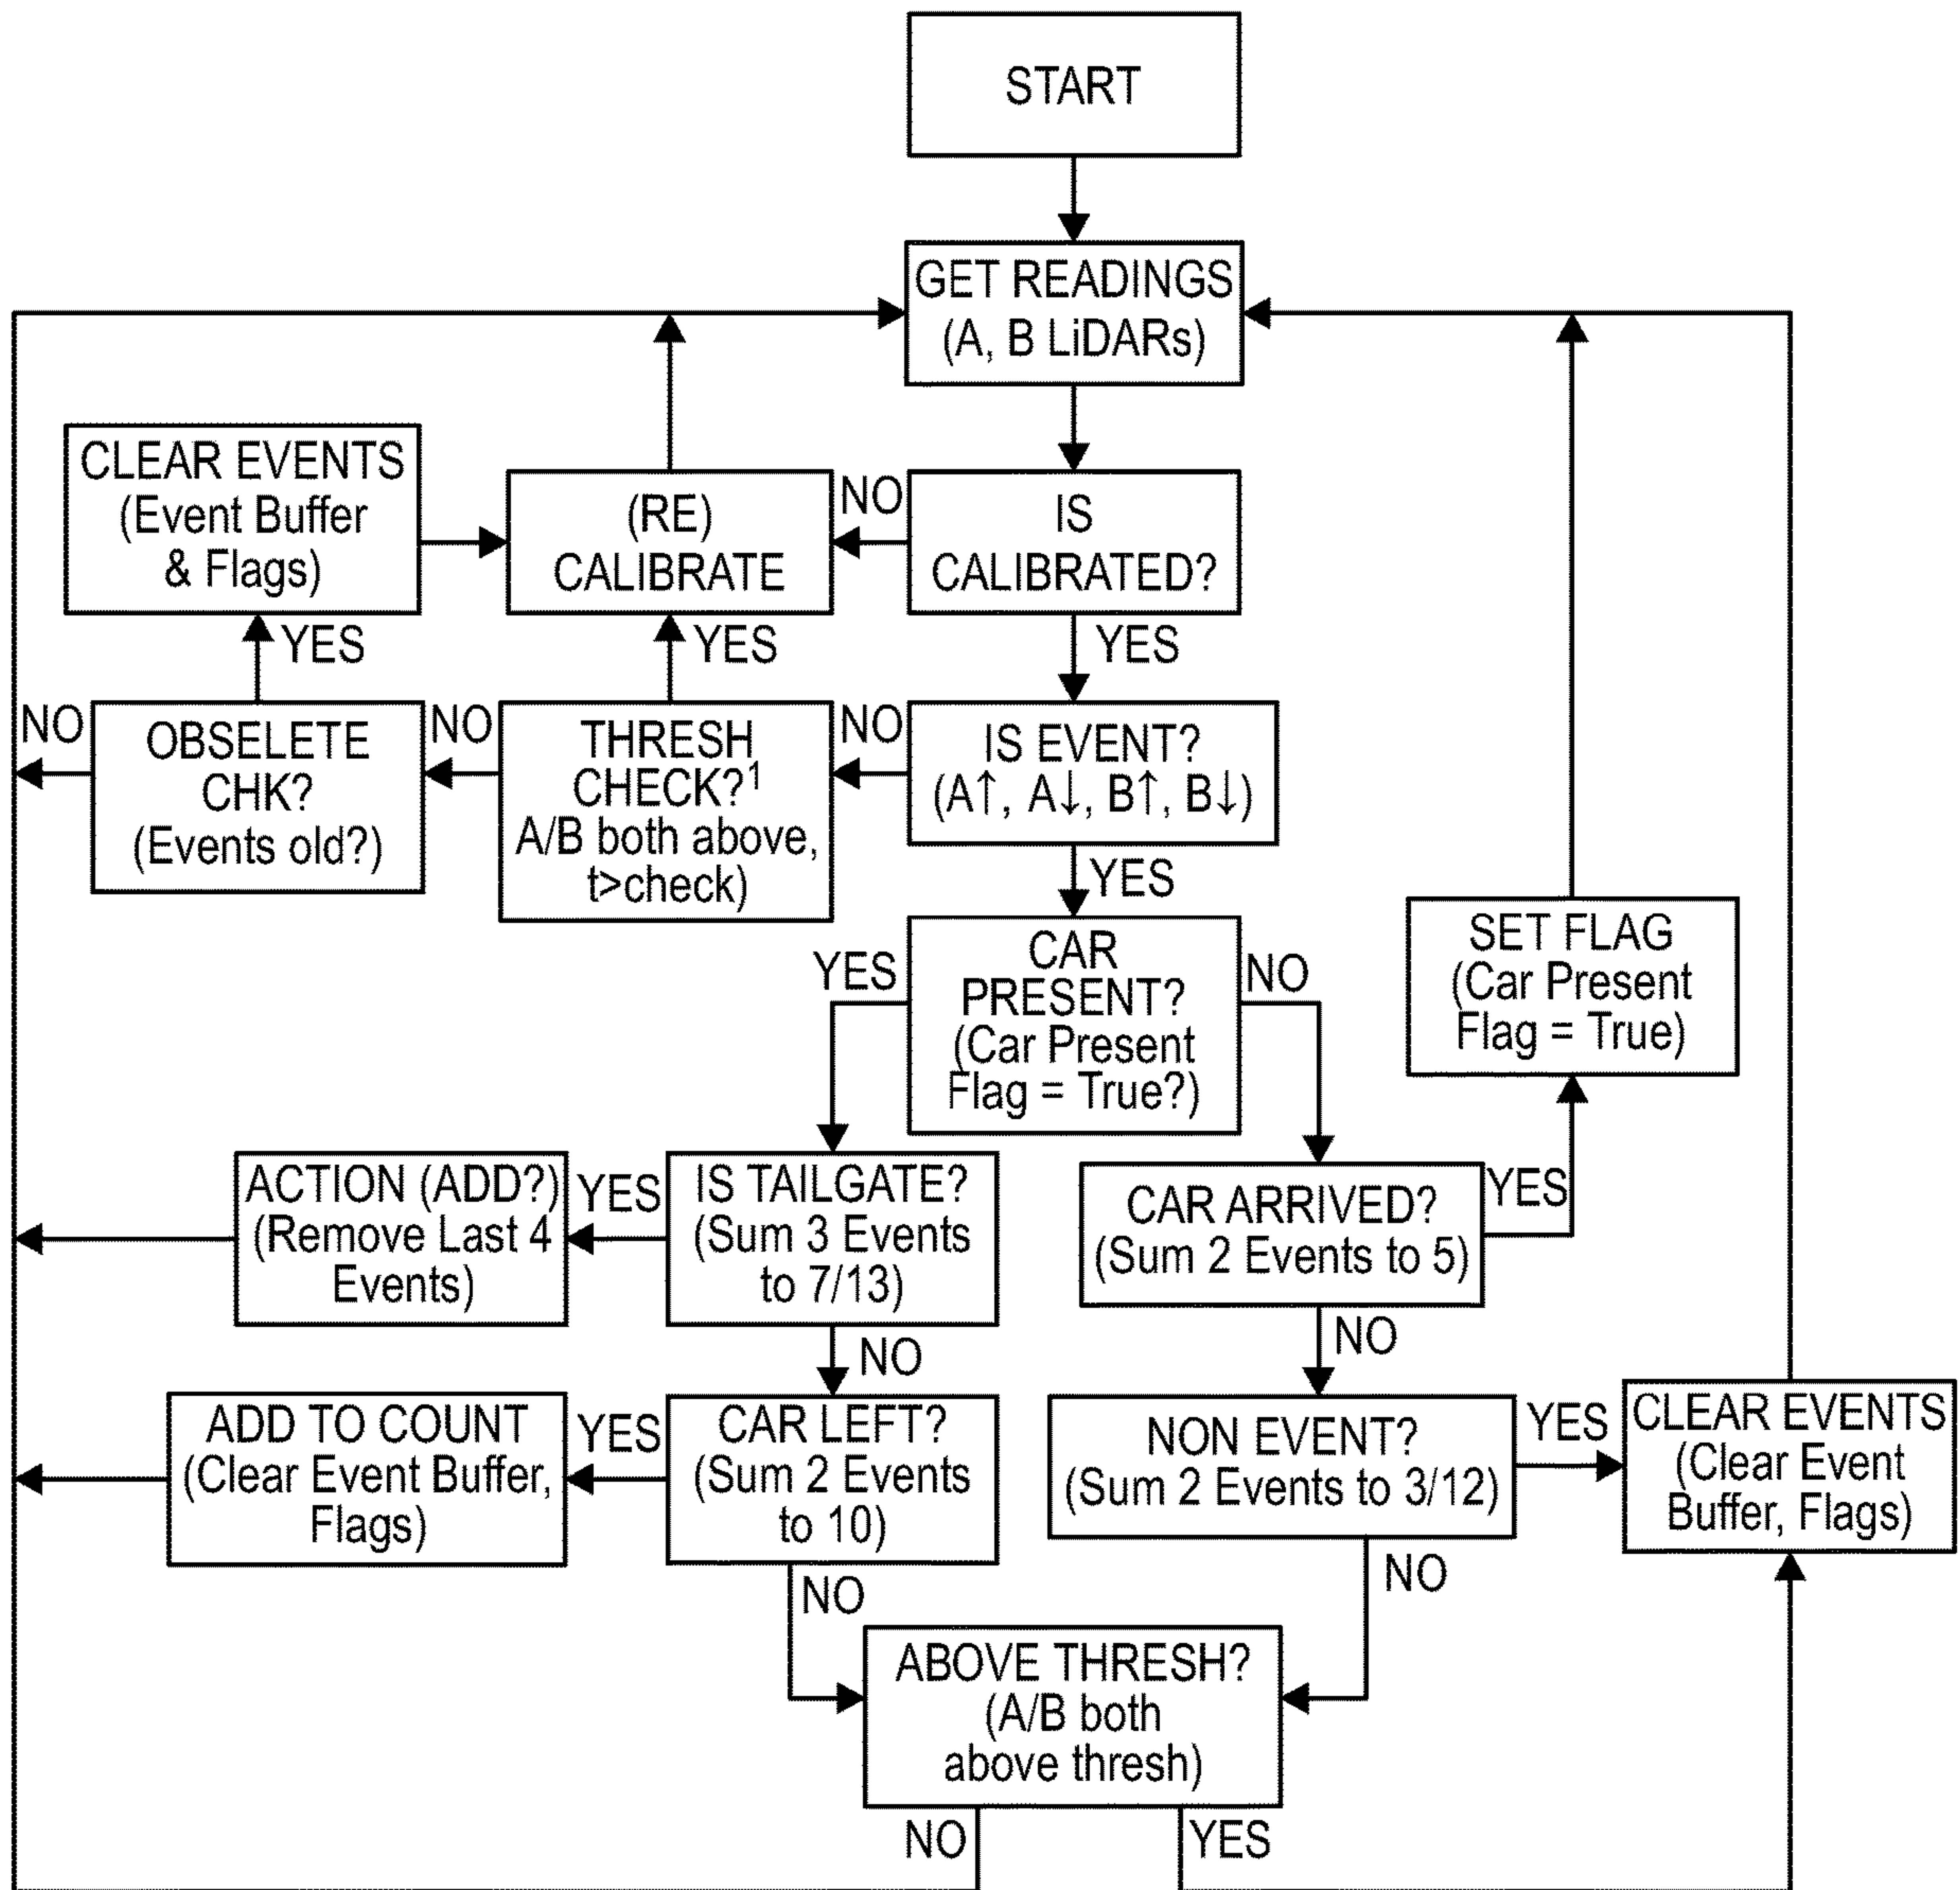 START
GET READINGS
(A, B LiDARs)
CLEAR EVENTS
(Event Buffer
& Flags)
(RE)
CALIBRATE
NO
IS
CALIBRATED?
YES
YES
YES
NO
OBSELETE
CHK?
(Events old?)
NO
THRESH
CHECK?¹
A/B both above,
t>check)
NO
IS EVENT?
(A↑, A↓, B↑, B↓)
YES
YES
CAR
PRESENT?
(Car Present
Flag = True?)
NO
SET FLAG
(Car Present
Flag = True)
ACTION (ADD?)
(Remove Last 4
Events)
YES
IS TAILGATE?
(Sum 3 Events
to 7/13)
CAR ARRIVED?
(Sum 2 Events to 5)
YES
NO
NO
ADD TO COUNT
(Clear Event Buffer,
Flags)
YES
CAR LEFT?
(Sum 2 Events
to 10)
NON EVENT?
(Sum 2 Events to 3/12)
YES
CLEAR EVENTS
(Clear Event
Buffer, Flags)
NO
NO
ABOVE THRESH?
(A/B both
above thresh)
NO
YES